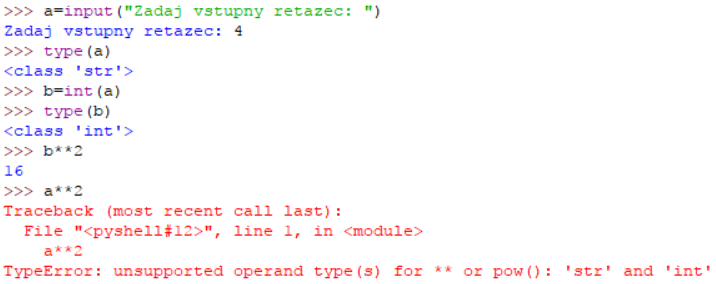 >>> a=input("Zadaj vstupny retazec: ")
Zadaj vstupny retazec: 4
>>> type(a)
<class 'str'>
>>> b=int(a)
>>> type(b)
<class 'int'>
>>> b**2
16
>>> a**2
Traceback (most recent call last):
  File "<pyshell#12>", line 1, in <module>
    a**2
TypeError: unsupported operand type(s) for ** or pow(): 'str' and 'int'